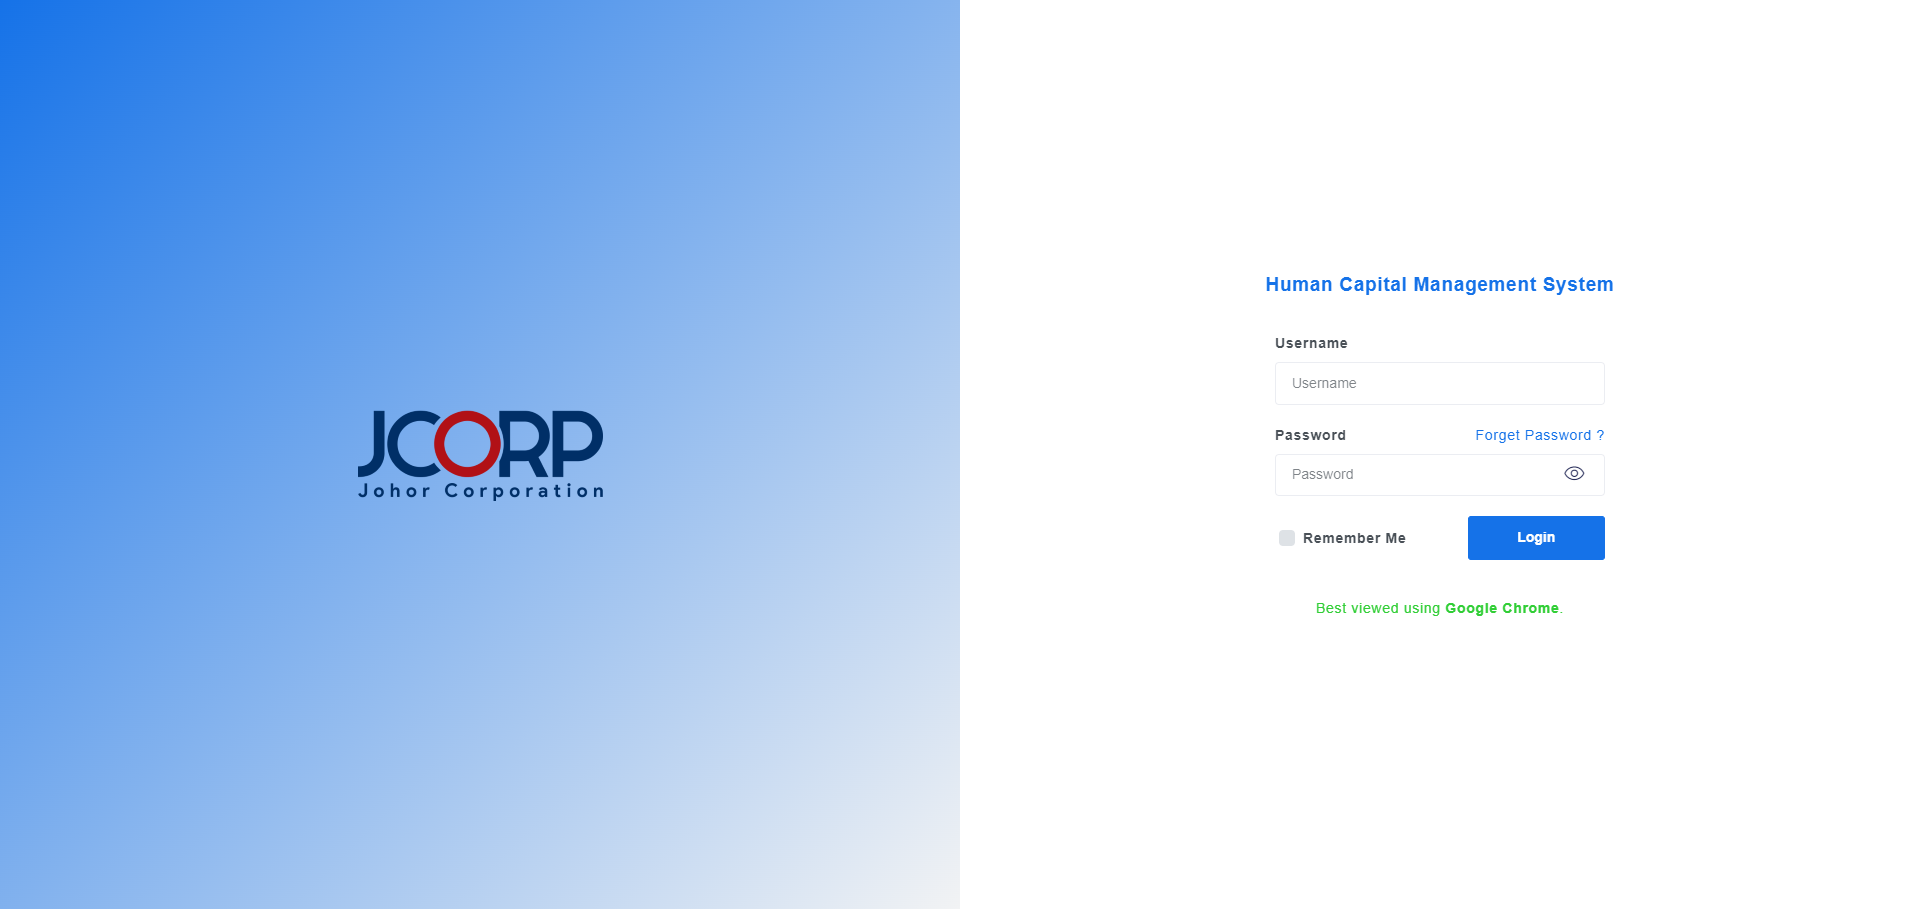 JCORP
Johor Corporation
Human Capital Management System
Username
Username
Password Forget Password ?
Password
Remember Me Login
Best viewed using Google Chrome.